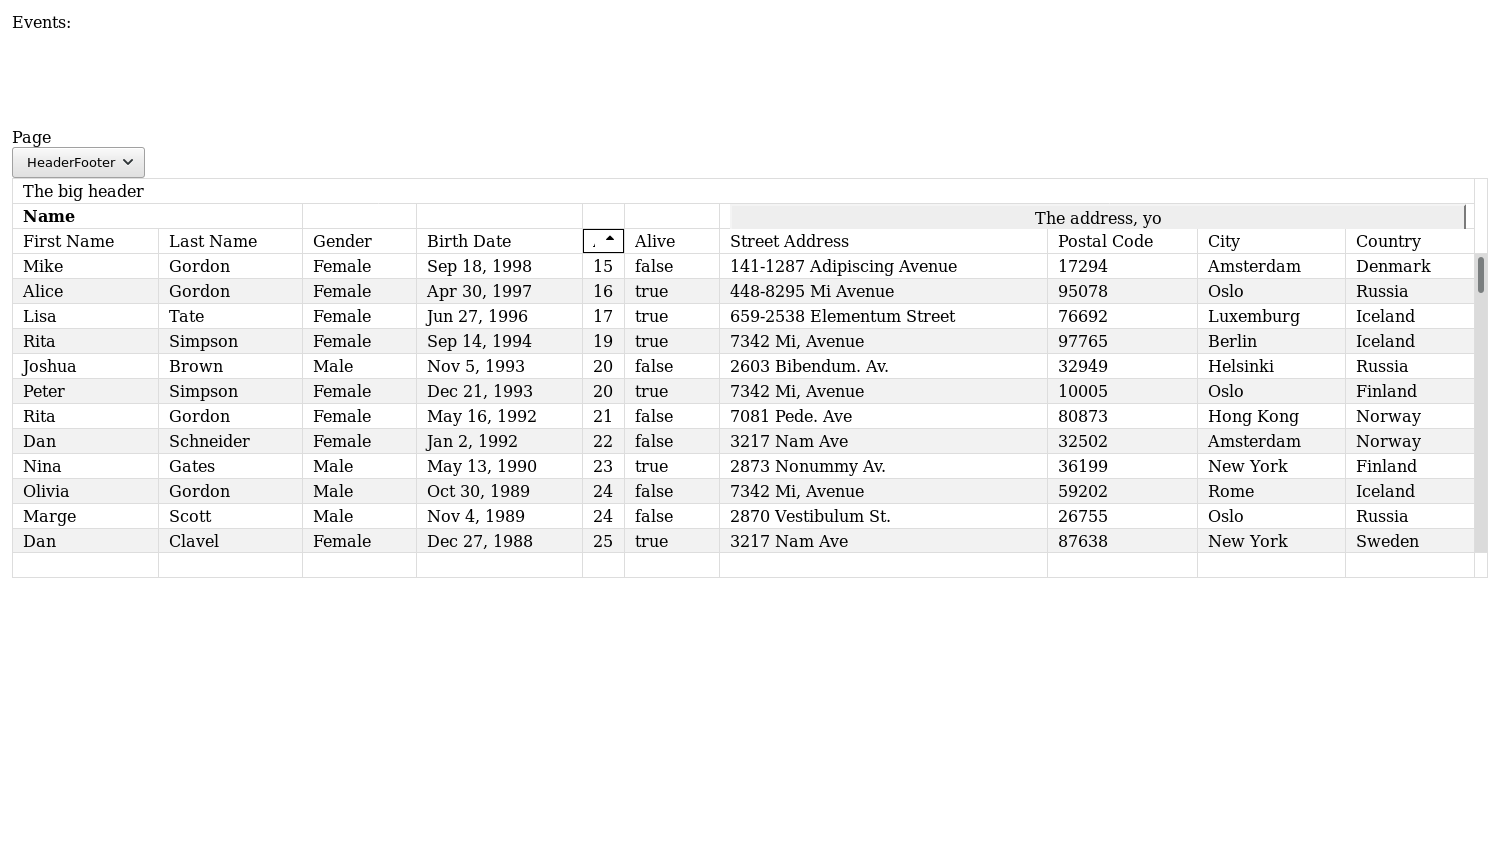 Events:
Page
HeaderFooter
The big header
Name The address, yo
First Name Last Name Gender Birth Date Alive Street Address Postal Code City Country
Mike Gordon Female Sep 18, 1998 15 false 141-1287 Adipiscing Avenue 17294 Amsterdam Denmark
Alice Gordon Female Apr 30, 1997 16 true 448-8295 Mi Avenue 95078 Oslo Russia
Lisa Tate Female Jun 27, 1996 17 true 659-2538 Elementum Street 76692 Luxemburg Iceland
Rita Simpson Female Sep 14, 1994 19 true 7342 Mi, Avenue 97765 Berlin Iceland
Joshua Brown Male Nov 5, 1993 20 false 2603 Bibendum. Av. 32949 Helsinki Russia
Peter Simpson Female Dec 21, 1993 20 true 7342 Mi, Avenue 10005 Oslo Finland
Rita Gordon Female May 16, 1992 21 false 7081 Pede. Ave 80873 Hong Kong Norway
Dan Schneider Female Jan 2, 1992 22 false 3217 Nam Ave 32502 Amsterdam Norway
Nina Gates Male May 13, 1990 23 true 2873 Nonummy Av. 36199 New York Finland
Olivia Gordon Male Oct 30, 1989 24 false 7342 Mi, Avenue 59202 Rome Iceland
Marge Scott Male Nov 4, 1989 24 false 2870 Vestibulum St. 26755 Oslo Russia
Dan Clavel Female Dec 27, 1988 25 true 3217 Nam Ave 87638 New York Sweden